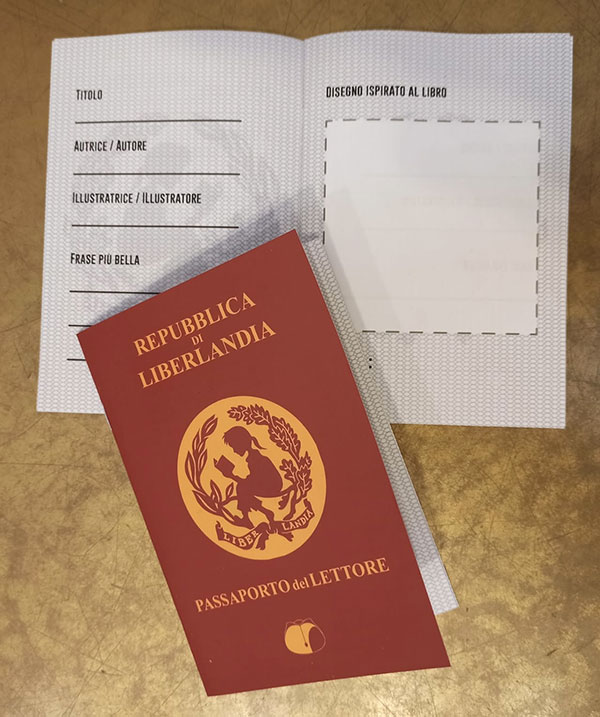 TITOLO
AUTRICE / AUTORE
ILLUSTRATRICE / ILLUSTRATORE
FRASE PIÙ BELLA
DISEGNO ISPIRATO AL LIBRO
REPUBBLICA
DI
LIBERLANDIA
LIBER LANDIA
PASSAPORTO del LETTORE